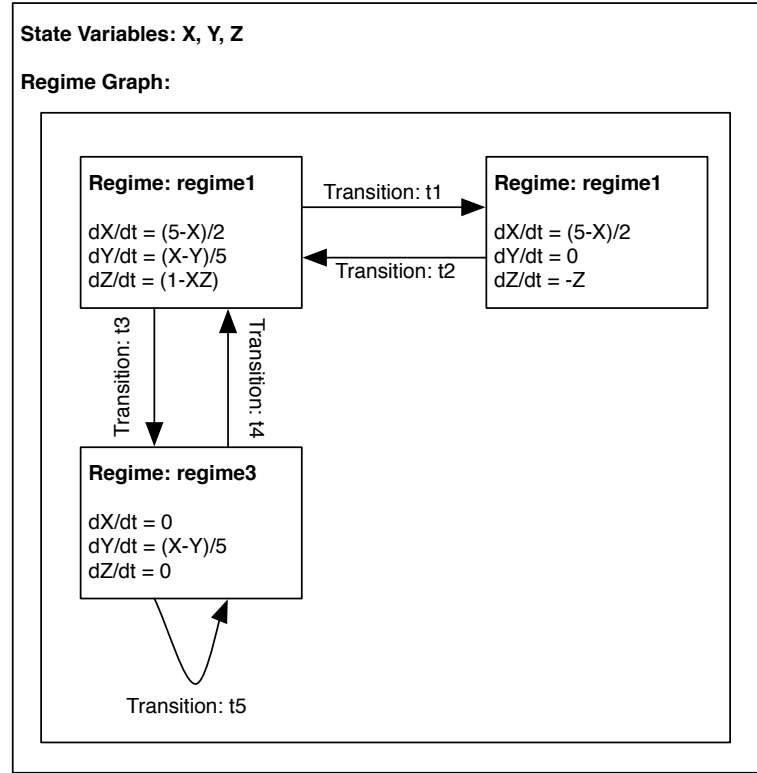 State Variables: X, Y, Z
Regime Graph:
Regime: regime1
dX/dt = (5-X)/2
dY/dt = (X-Y)/5
dZ/dt = (1-XZ)
Transition: t1
Transition: t2
Regime: regime1
dX/dt = (5-X)/2
dY/dt = 0
dZ/dt = -Z
Transition: t3
Transition: t4
Regime: regime3
dX/dt = 0
dY/dt = (X-Y)/5
dZ/dt = 0
Transition: t5